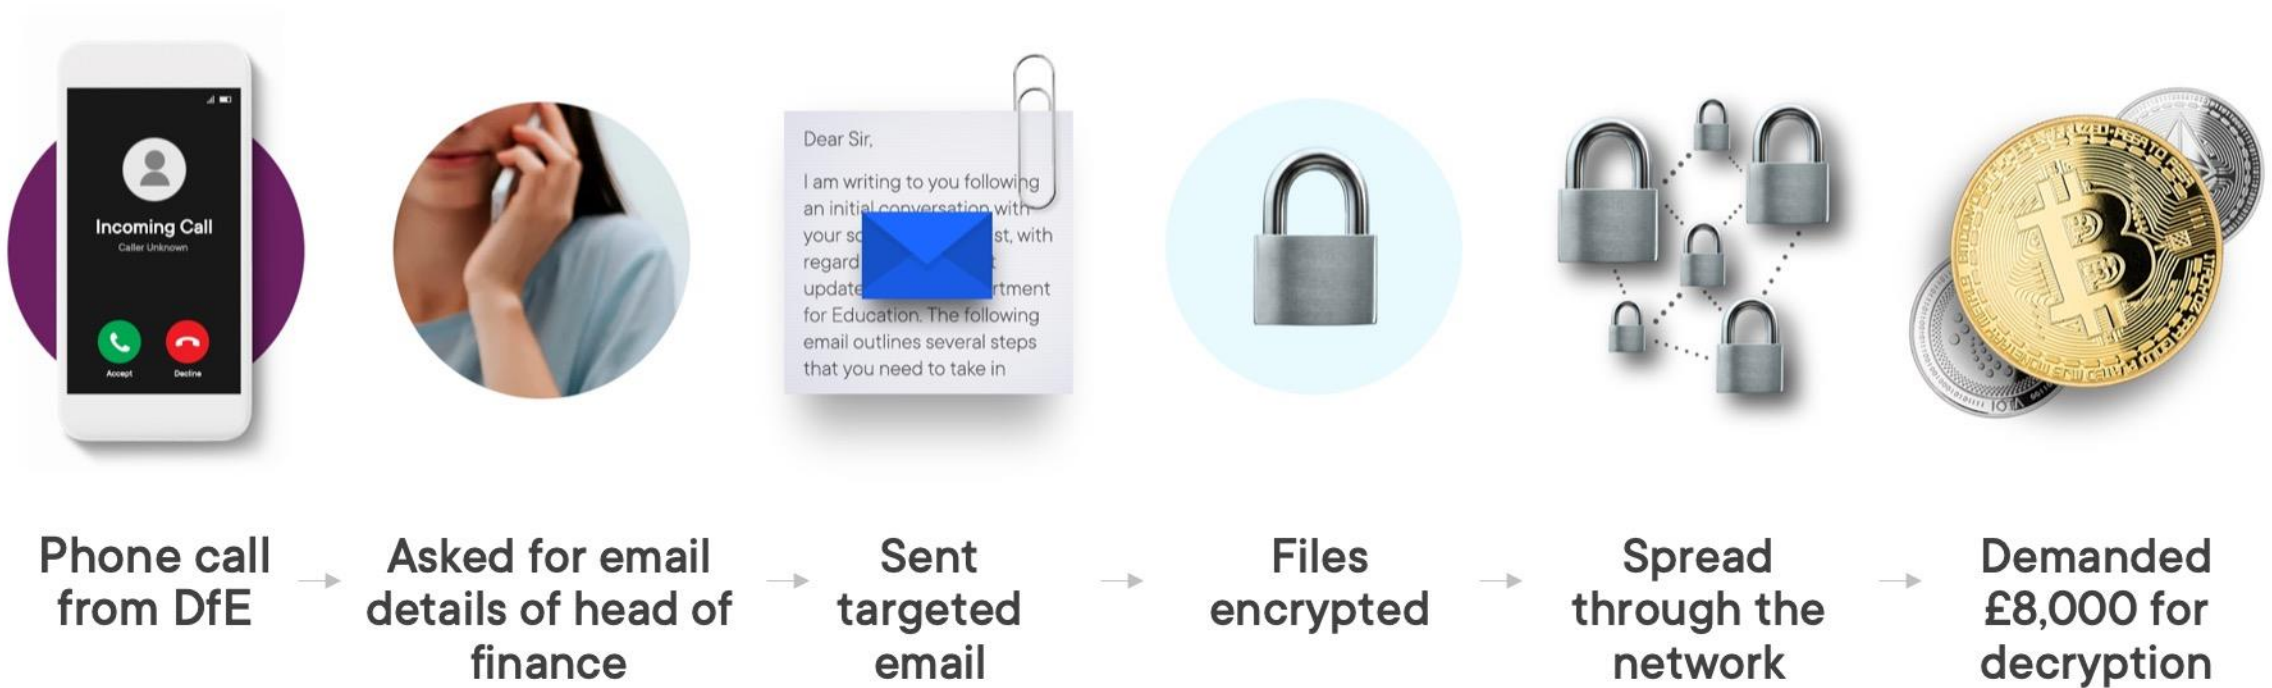 Incoming Call
Caller Unknown
Accept
Decline
Dear Sir,
I am writing to you following
an initial conversation with
your st, with
regard
update rtment
for Education. The following
email outlines several steps
that you need to take in
Phone call
from DfE
Asked for email
details of head of
finance
Sent
targeted
email
Files
encrypted
Spread
through the
network
Demanded
£8,000 for
decryption